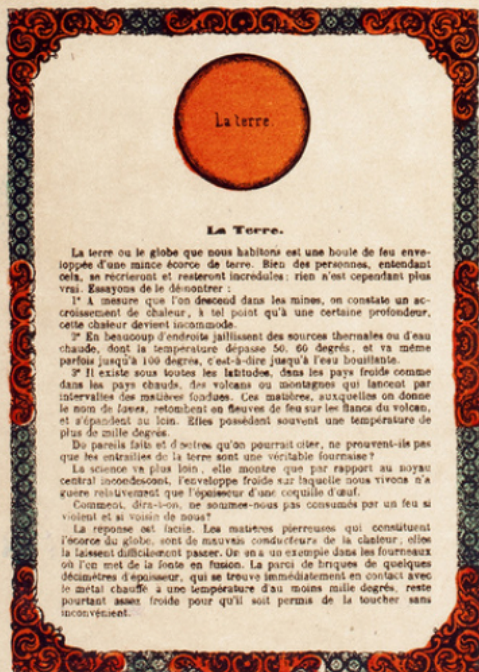 La terre.
La Terre.
La terre ou le globe que nous habitons est une boule de feu enve-
loppée d'une mince écorce de terre. Bien des personnes, entendant
cela, se récrieront et resteront incrédules; rien n'est cependant plus
vrai. Essayons de le démontrer :
1° A mesure que l'on descend dans les mines, on constate un ac-
croissement de chaleur, à tel point qu'à une certaine profondeur,
cette chaleur devient incommode.
2° En beaucoup d'endroits jaillissent des sources thermales ou d'eau
chaude, dont la température dépasse 50, 60 degrés, et va même
parfois jusqu'à 100 degrés, c'est-à-dire jusqu'à l'eau bouillante.
3° Il existe sous toutes les latitudes, dans les pays froids comme
dans les pays chauds, des volcans ou montagnes qui lancent par
intervalles des matières fondues. Ces matières, auxquelles on donne
le nom de laves, retombent en fleuves de feu sur les flancs du volcan,
et s'épandent au loin. Elles possèdent souvent une température de
plus de mille degrés.
De pareils faits et d'autres qu'on pourrait citer, ne prouvent-ils pas
que les entrailles de la terre sont une véritable fournaise ?
La science va plus loin, elle montre que par rapport au noyau
central incandescent, l'enveloppe froide sur laquelle nous vivons n'a
guère relativement que l'épaisseur d'une coquille d'œuf.
Comment, dira-t-on, ne sommes-nous pas consumés par un feu si
violent et si voisin de nous?
La réponse est facile. Les matières pierreuses qui constituent
l'écorce du globe, sont de mauvais conducteurs de la chaleur; elles
la laissent difficilement passer. On en a un exemple dans les fourneaux
où l'on met de la fonte en fusion. La paroi de briques de quelques
décimètres d'épaisseur, qui se trouve immédiatement en contact avec
le métal chauffé à une température d'au moins mille degrés, reste
pourtant assez froide pour qu'il soit permis de la toucher sans
inconvénient.